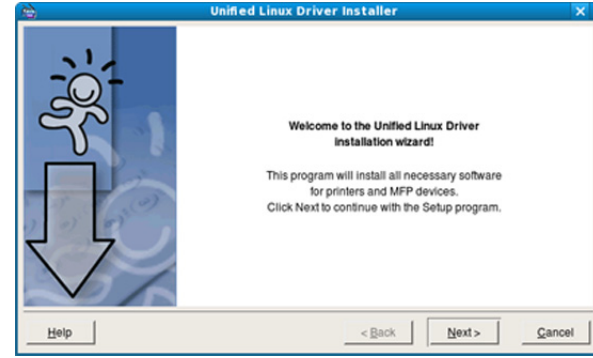 Unified Linux Driver Installer
Welcome to the Unified Linux Driver
installation wizard!
This program will install all necessary software
for printers and MFP devices.
Click Next to continue with the Setup program.
Help
< Back
Next >
Cancel